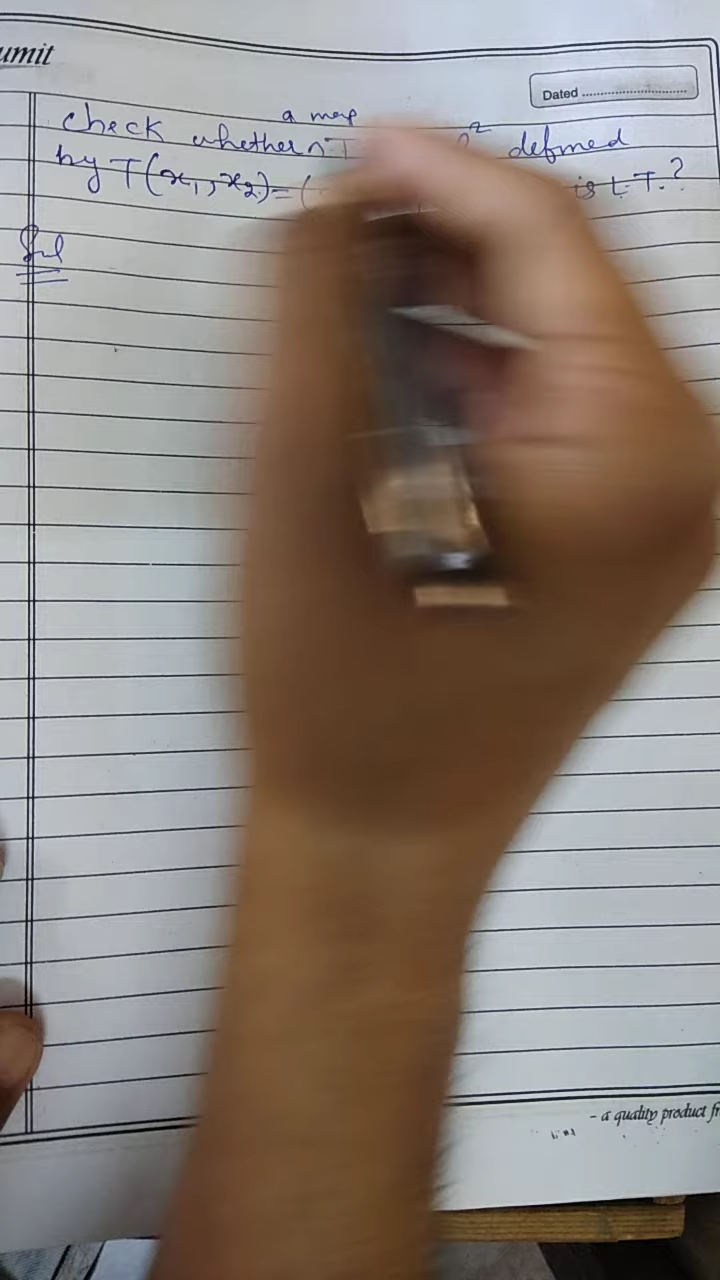 umit
Dated
a map
check whether T 2 defined
by T(x₁, x₂) = ( is L.T.?
Sol
- a quality product fr